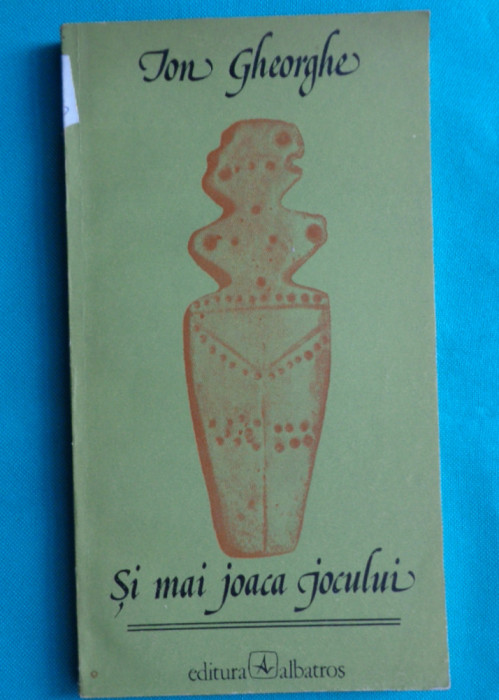 Ion Gheorghe
Și mai joaca jocului
editura albatros